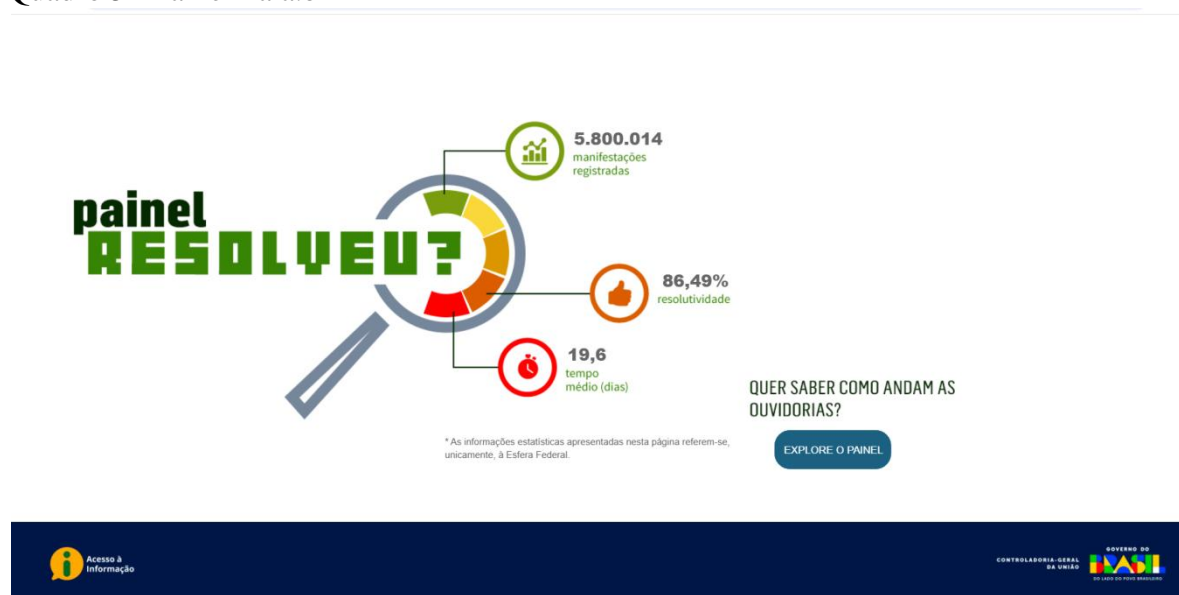 painel
RESOLVEU?
5.800.014
manifestações
registradas
86,49%
resolutividade
19,6
tempo
médio (dias)
QUER SABER COMO ANDAM AS
OUVIDORIAS?
* As informações estatísticas apresentadas nesta página referem-se,
unicamente, à Esfera Federal.
EXPLORE O PAINEL
Acesso à
Informação
CONTROLADORIA-GERAL
DA UNIÃO
GOVERNO DO
BRASIL
DO LADO DO POVO BRASILEIRO